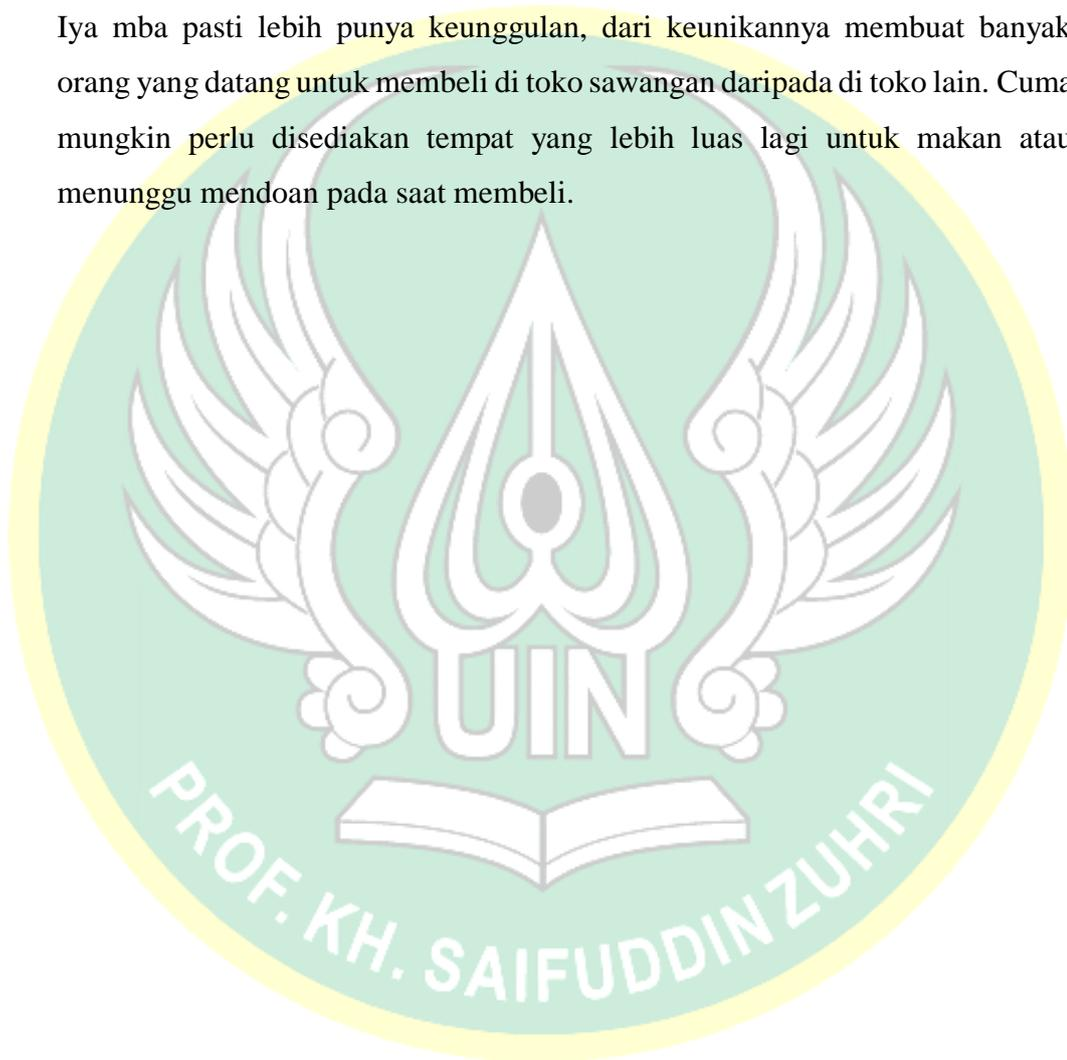 Iya mba pasti lebih punya keunggulan, dari keunikannya membuat banyak
orang yang datang untuk membeli di toko sawangan daripada di toko lain. Cuma
mungkin perlu disediakan tempat yang lebih luas lagi untuk makan atau
menunggu mendoan pada saat membeli.
UIN
PROF. KH. SAIFUDDIN ZUHRI